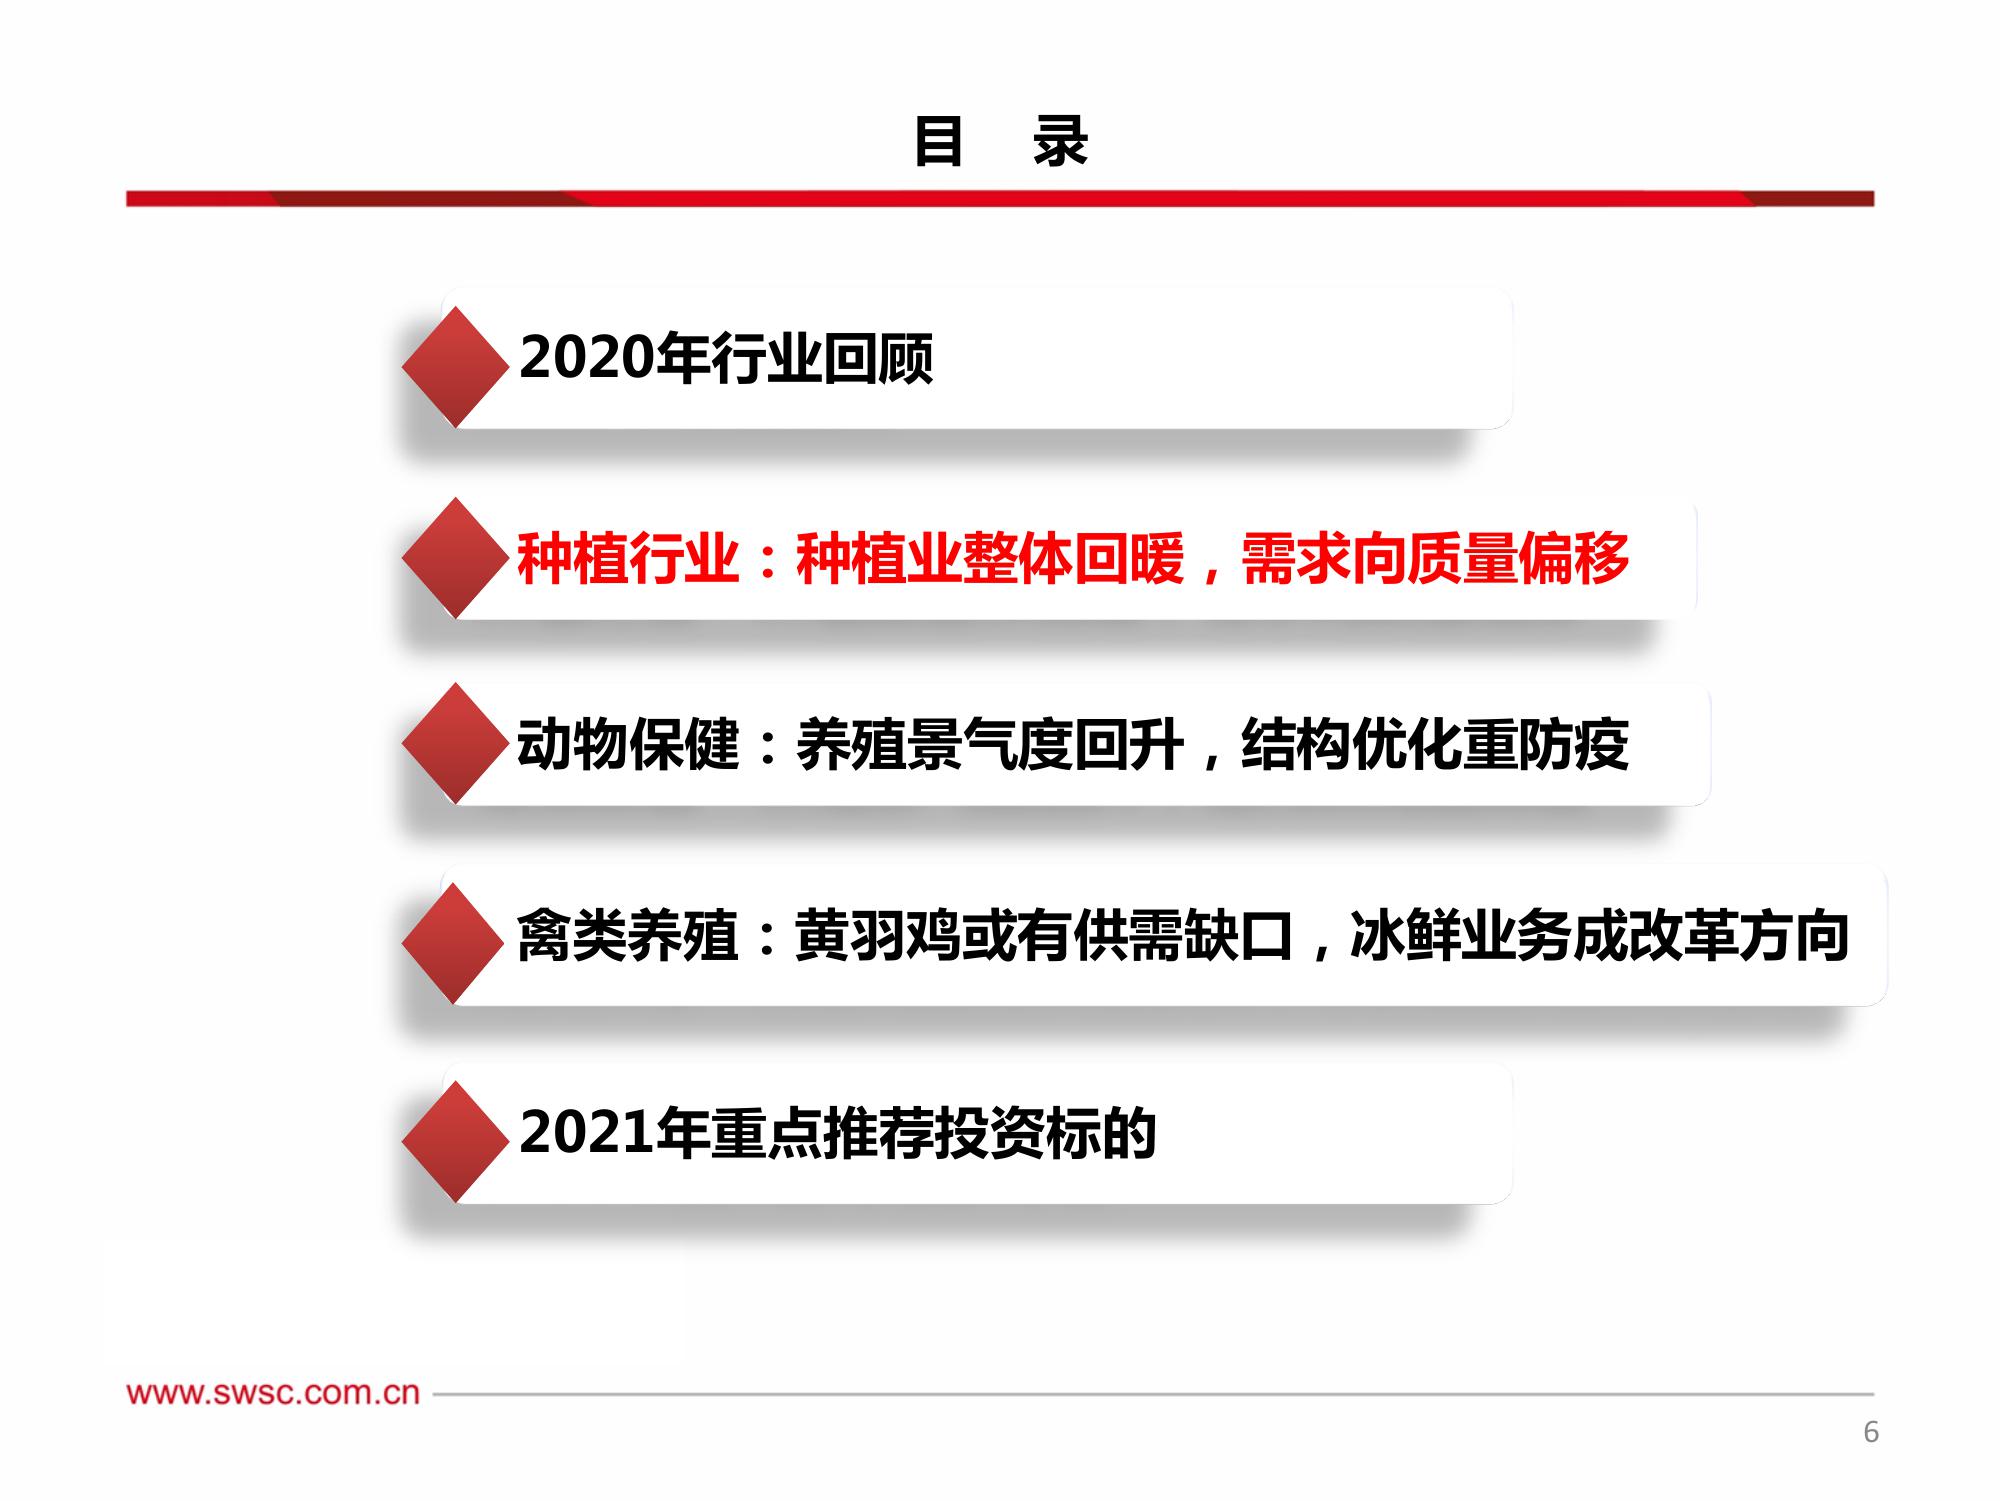 目 录
2020年行业回顾
种植行业：种植业整体回暖，需求向质量偏移
动物保健：养殖景气度回升，结构优化重防疫
禽类养殖：黄羽鸡或有供需缺口，冰鲜业务成改革方向
2021年重点推荐投资标的
www.swsc.com.cn
6